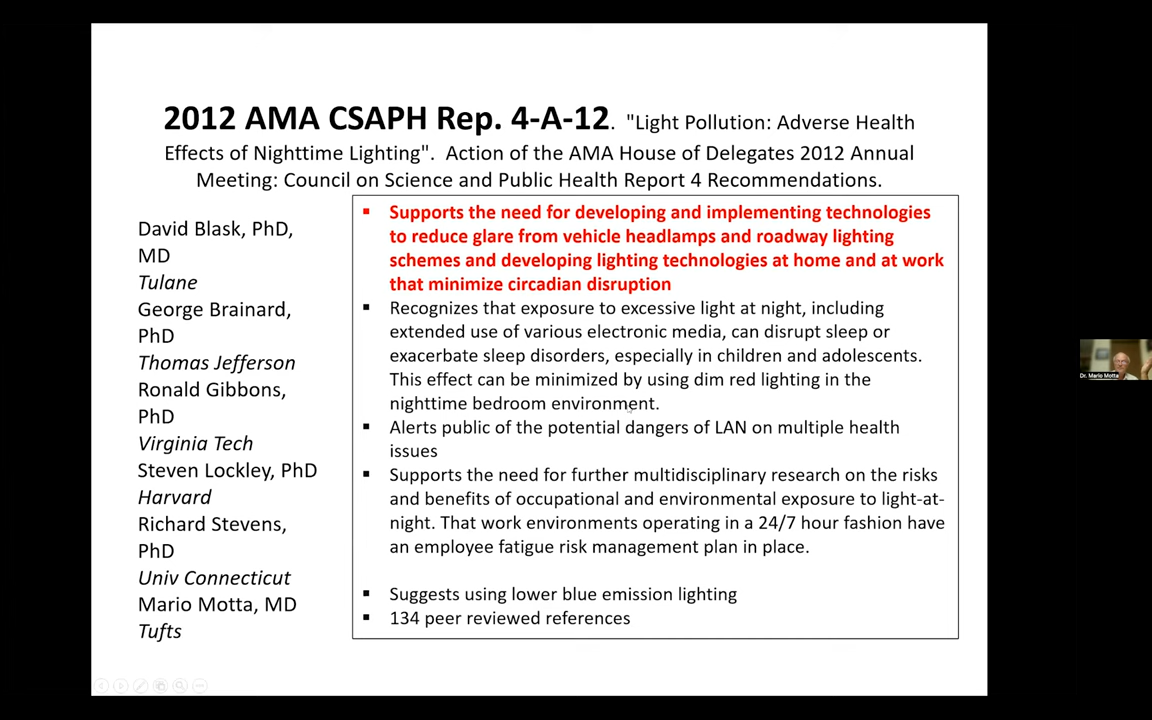 2012 AMA CSAPH Rep. 4-A-12. "Light Pollution: Adverse Health
Effects of Nighttime Lighting". Action of the AMA House of Delegates 2012 Annual
Meeting: Council on Science and Public Health Report 4 Recommendations.
David Blask, PhD,
MD
Tulane
George Brainard,
PhD
Thomas Jefferson
Ronald Gibbons,
PhD
Virginia Tech
Steven Lockley, PhD
Harvard
Richard Stevens,
PhD
Univ Connecticut
Mario Motta, MD
Tufts
▪ Supports the need for developing and implementing technologies
to reduce glare from vehicle headlamps and roadway lighting
schemes and developing lighting technologies at home and at work
that minimize circadian disruption
▪ Recognizes that exposure to excessive light at night, including
extended use of various electronic media, can disrupt sleep or
exacerbate sleep disorders, especially in children and adolescents.
This effect can be minimized by using dim red lighting in the
nighttime bedroom environment.
▪ Alerts public of the potential dangers of LAN on multiple health
issues
▪ Supports the need for further multidisciplinary research on the risks
and benefits of occupational and environmental exposure to light-at-
night. That work environments operating in a 24/7 hour fashion have
an employee fatigue risk management plan in place.
▪ Suggests using lower blue emission lighting
▪ 134 peer reviewed references
Dr. Mario Motta